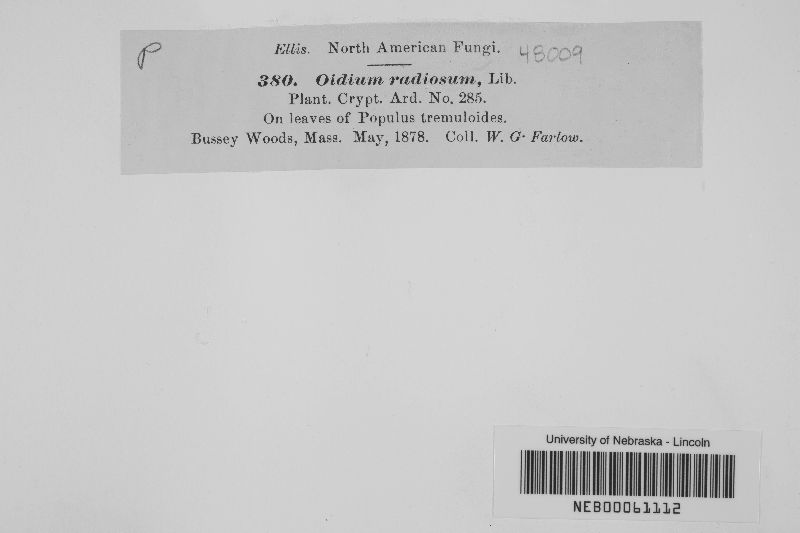 P
Ellis. North American Fungi. 48009
380. Oidium radiosum, Lib.
Plant. Crypt. Ard. No. 285.
On leaves of Populus tremuloides.
Bussey Woods, Mass. May, 1878. Coll. W. G. Farlow.
University of Nebraska - Lincoln
NEB00061112